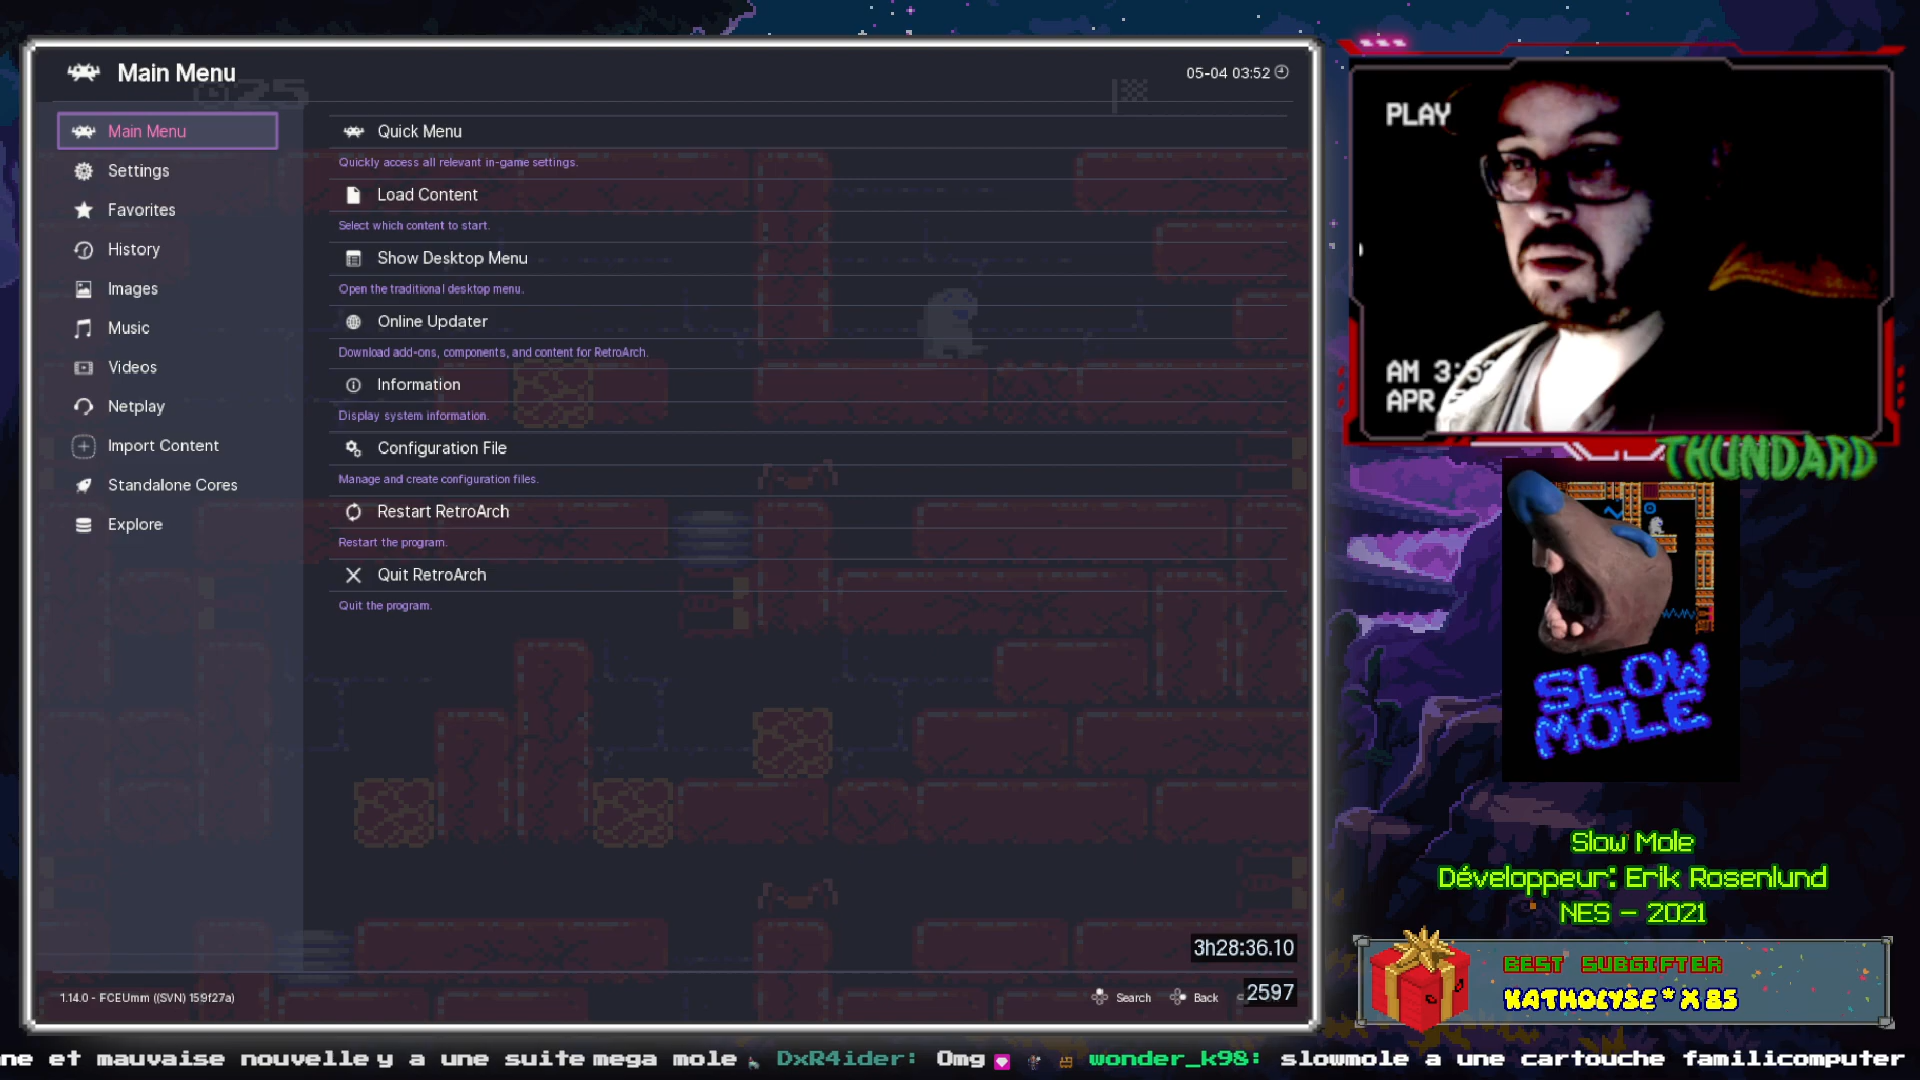 Main Menu
05-04 03:52
Main Menu
Settings
Favorites
History
Images
Music
Videos
Netplay
Import Content
Standalone Cores
Explore
Quick Menu
Quickly access all relevant in-game settings.
Load Content
Select which content to start.
Show Desktop Menu
Open the traditional desktop menu.
Online Updater
Download add-ons, components, and content for RetroArch.
Information
Display system information.
Configuration File
Manage and create configuration files.
Restart RetroArch
Restart the program.
Quit RetroArch
Quit the program.
3h28:36.10
1.14.0 - FCEUmm ((SVN) 159f27a)
Search
Back
2597
PLAY
AM 3:52
APR
THUNDARD
SLOW
MOLE
Slow Mole
Développeur: Erik Rosenlund
NES - 2021
BEST SUBGIFTER
KATHOLYSE * X 85
ne et mauvaise nouvelle y a une suite mega mole DxR4ider: Omg wonder_k98: slowmole a une cartouche familicomputer